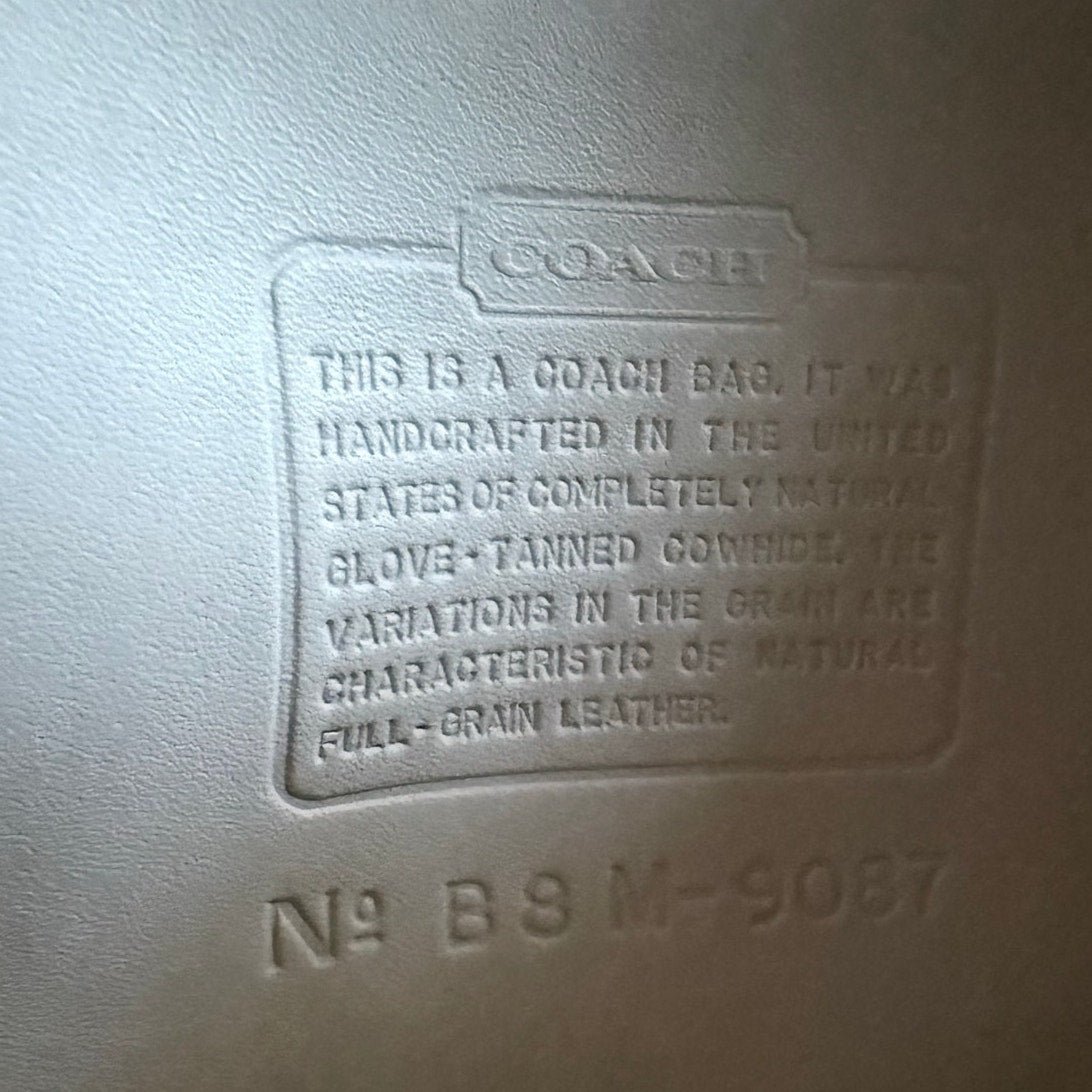 COACH
THIS IS A COACH BAG. IT WAS
HANDCRAFTED IN THE UNITED
STATES OF COMPLETELY NATURAL
GLOVE-TANNED COWHIDE. THE
VARIATIONS IN THE GRAIN ARE
CHARACTERISTIC OF NATURAL
FULL-GRAIN LEATHER.
Nº B8M-9087